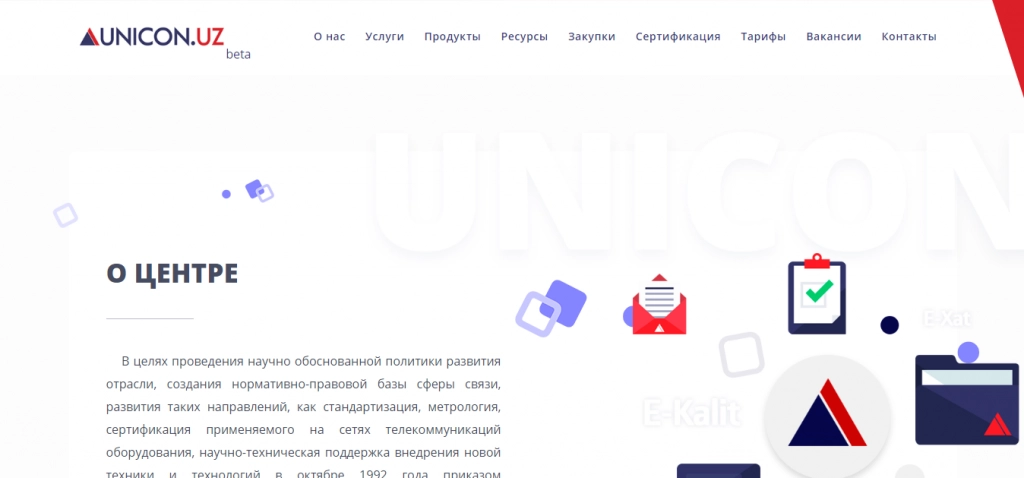 UNICON.UZ
beta
О нас Услуги Продукты Ресурсы Закупки Сертификация Тарифы Вакансии Контакты
UNICON
О ЦЕНТРЕ
E-Xat
E-Kalit
В целях проведения научно обоснованной политики развития
отрасли, создания нормативно-правовой базы сферы связи,
развития таких направлений, как стандартизация, метрология,
сертификация применяемого на сетях телекоммуникаций
оборудования, научно-техническая поддержка внедрения новой
техники и технологий в октябре 1992 года приказом